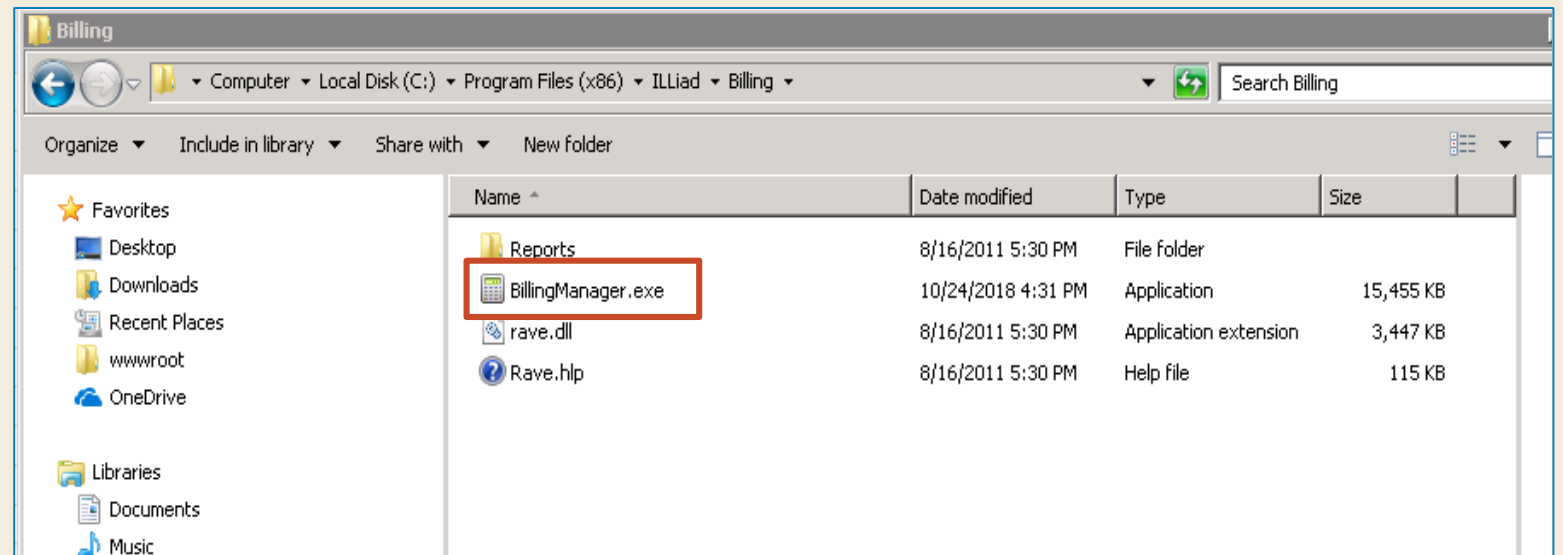 Billing
Computer Local Disk (C:) Program Files (x86) ILLiad Billing
Search Billing
Organize Include in library Share with New folder
Name Date modified Type Size
Favorites
Desktop
Downloads
Recent Places
wwwroot
OneDrive
Libraries
Documents
Music
Reports 8/16/2011 5:30 PM File folder
BillingManager.exe 10/24/2018 4:31 PM Application 15,455 KB
rave.dll 8/16/2011 5:30 PM Application extension 3,447 KB
Rave.hlp 8/16/2011 5:30 PM Help file 115 KB